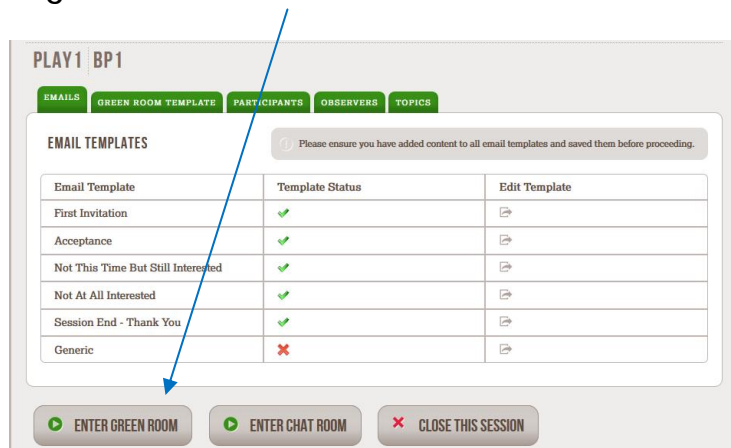 PLAY1 BP1
EMAILS GREEN ROOM TEMPLATE PARTICIPANTS OBSERVERS TOPICS
EMAIL TEMPLATES
Please ensure you have added content to all email templates and saved them before proceeding.
Email Template Template Status Edit Template
First Invitation
Acceptance
Not This Time But Still Interested
Not At All Interested
Session End - Thank You
Generic
ENTER GREEN ROOM ENTER CHAT ROOM CLOSE THIS SESSION